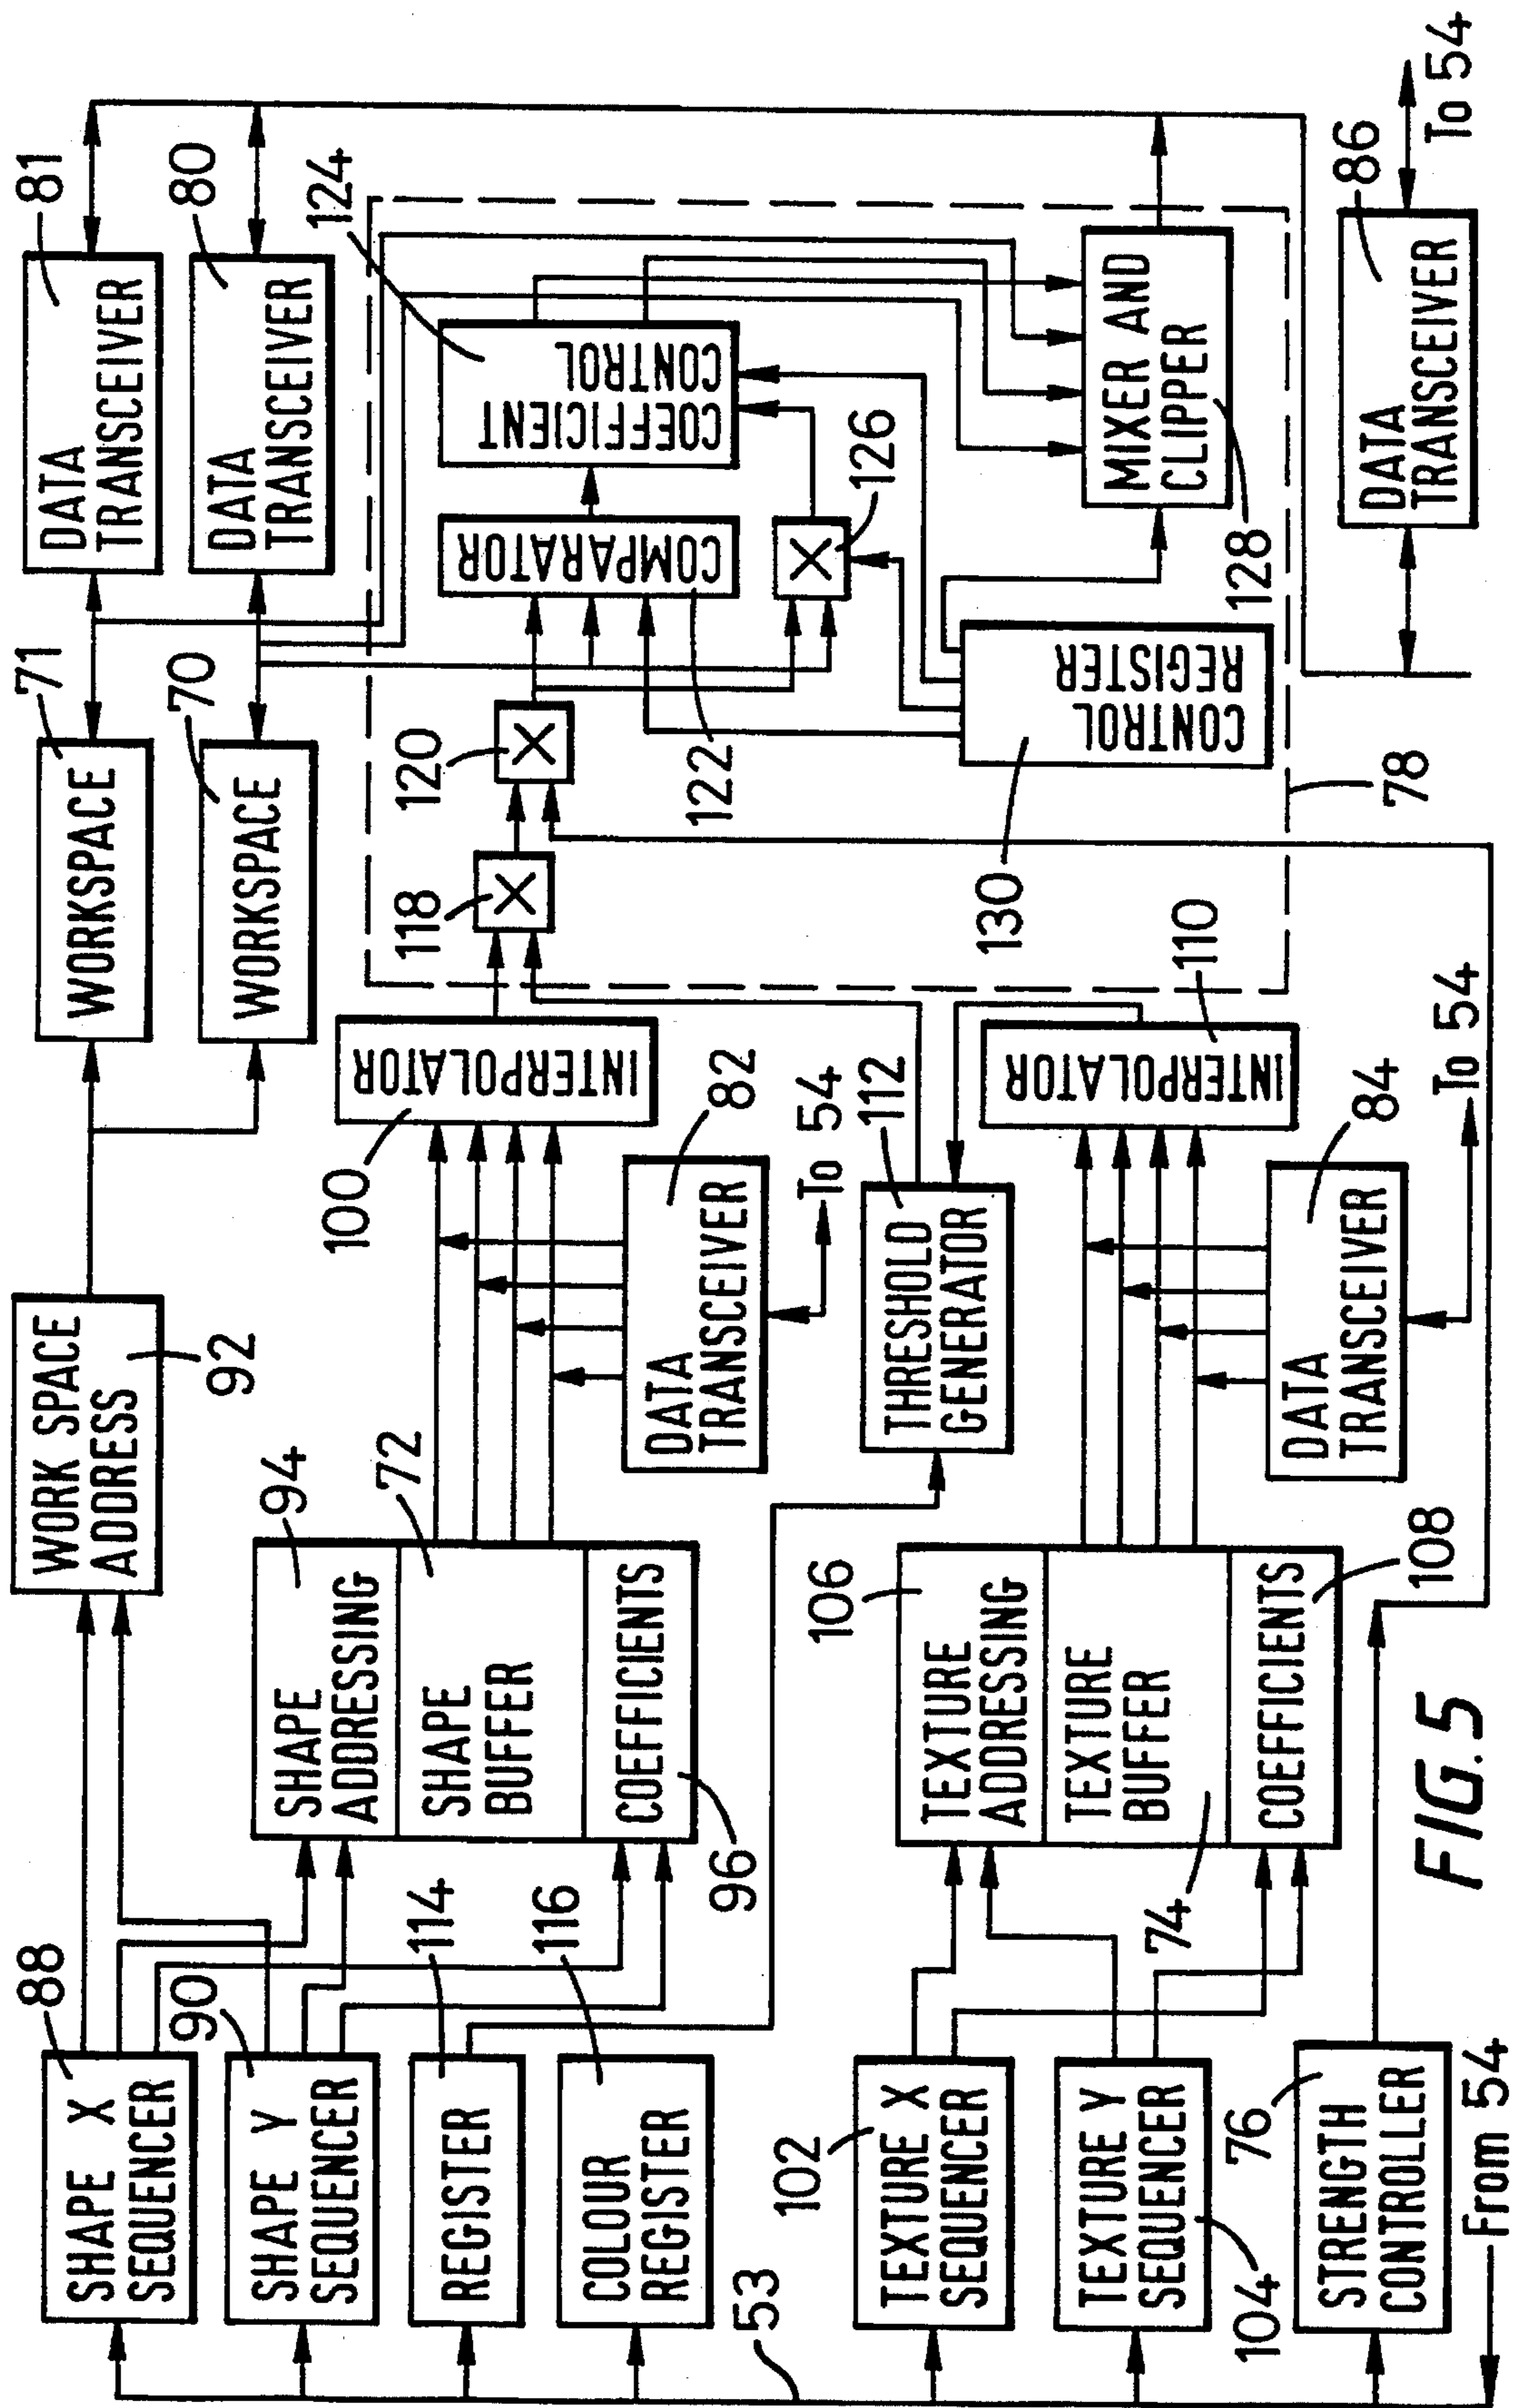 88
SHAPE X
SEQUENCER
90
SHAPE Y
SEQUENCER
114
REGISTER
116
COLOUR
REGISTER
53
102
TEXTURE X
SEQUENCER
TEXTURE Y
SEQUENCER
104
76
STRENGTH
CONTROLLER
From 54
WORK SPACE
ADDRESS
92
94
SHAPE
ADDRESSING
72
SHAPE
BUFFER
COEFFICIENTS
96
106
TEXTURE
ADDRESSING
TEXTURE
BUFFER
74
COEFFICIENTS
108
71
WORKSPACE
70
WORKSPACE
100
INTERPOLATOR
82
DATA
TRANSCEIVER
To 54
112
THRESHOLD
GENERATOR
110
INTERPOLATOR
84
DATA
TRANSCEIVER
To 54
81
DATA
TRANSCEIVER
80
DATA
TRANSCEIVER
118
X
120
X
122
COMPARATOR
124
COEFFICIENT
CONTROL
126
X
130
CONTROL
REGISTER
MIXER AND
CLIPPER
128
78
86
DATA
TRANSCEIVER
To 54
FIG. 5